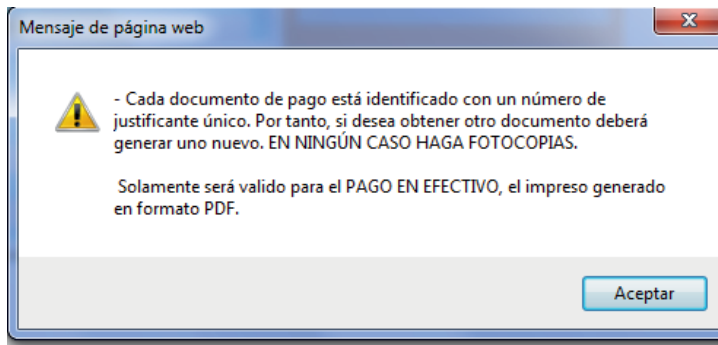 Mensaje de página web
- Cada documento de pago está identificado con un número de
justificante único. Por tanto, si desea obtener otro documento deberá
generar uno nuevo. EN NINGÚN CASO HAGA FOTOCOPIAS.
Solamente será valido para el PAGO EN EFECTIVO, el impreso generado
en formato PDF.
Aceptar